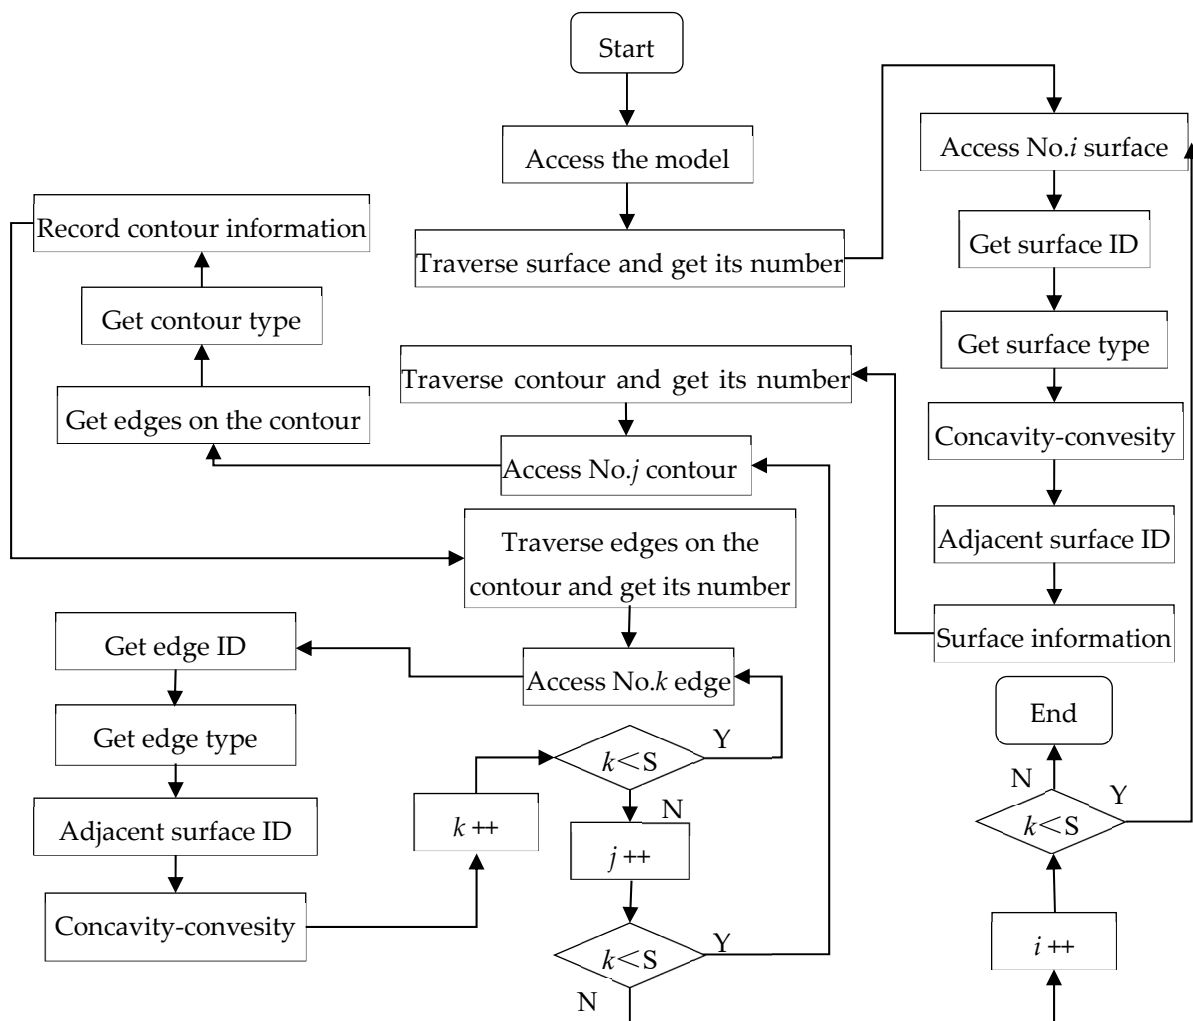 Start
Access the model
Traverse surface and get its number
Access No.i surface
Get surface ID
Get surface type
Concavity-convesity
Adjacent surface ID
Surface information
Traverse contour and get its number
Access No.j contour
Get edges on the contour
Get contour type
Record contour information
Traverse edges on the
contour and get its number
Access No.k edge
Get edge ID
Get edge type
Adjacent surface ID
Concavity-convesity
k ++
k<S
Y
N
j ++
k<S
Y
N
i ++
k<S
Y
N
End